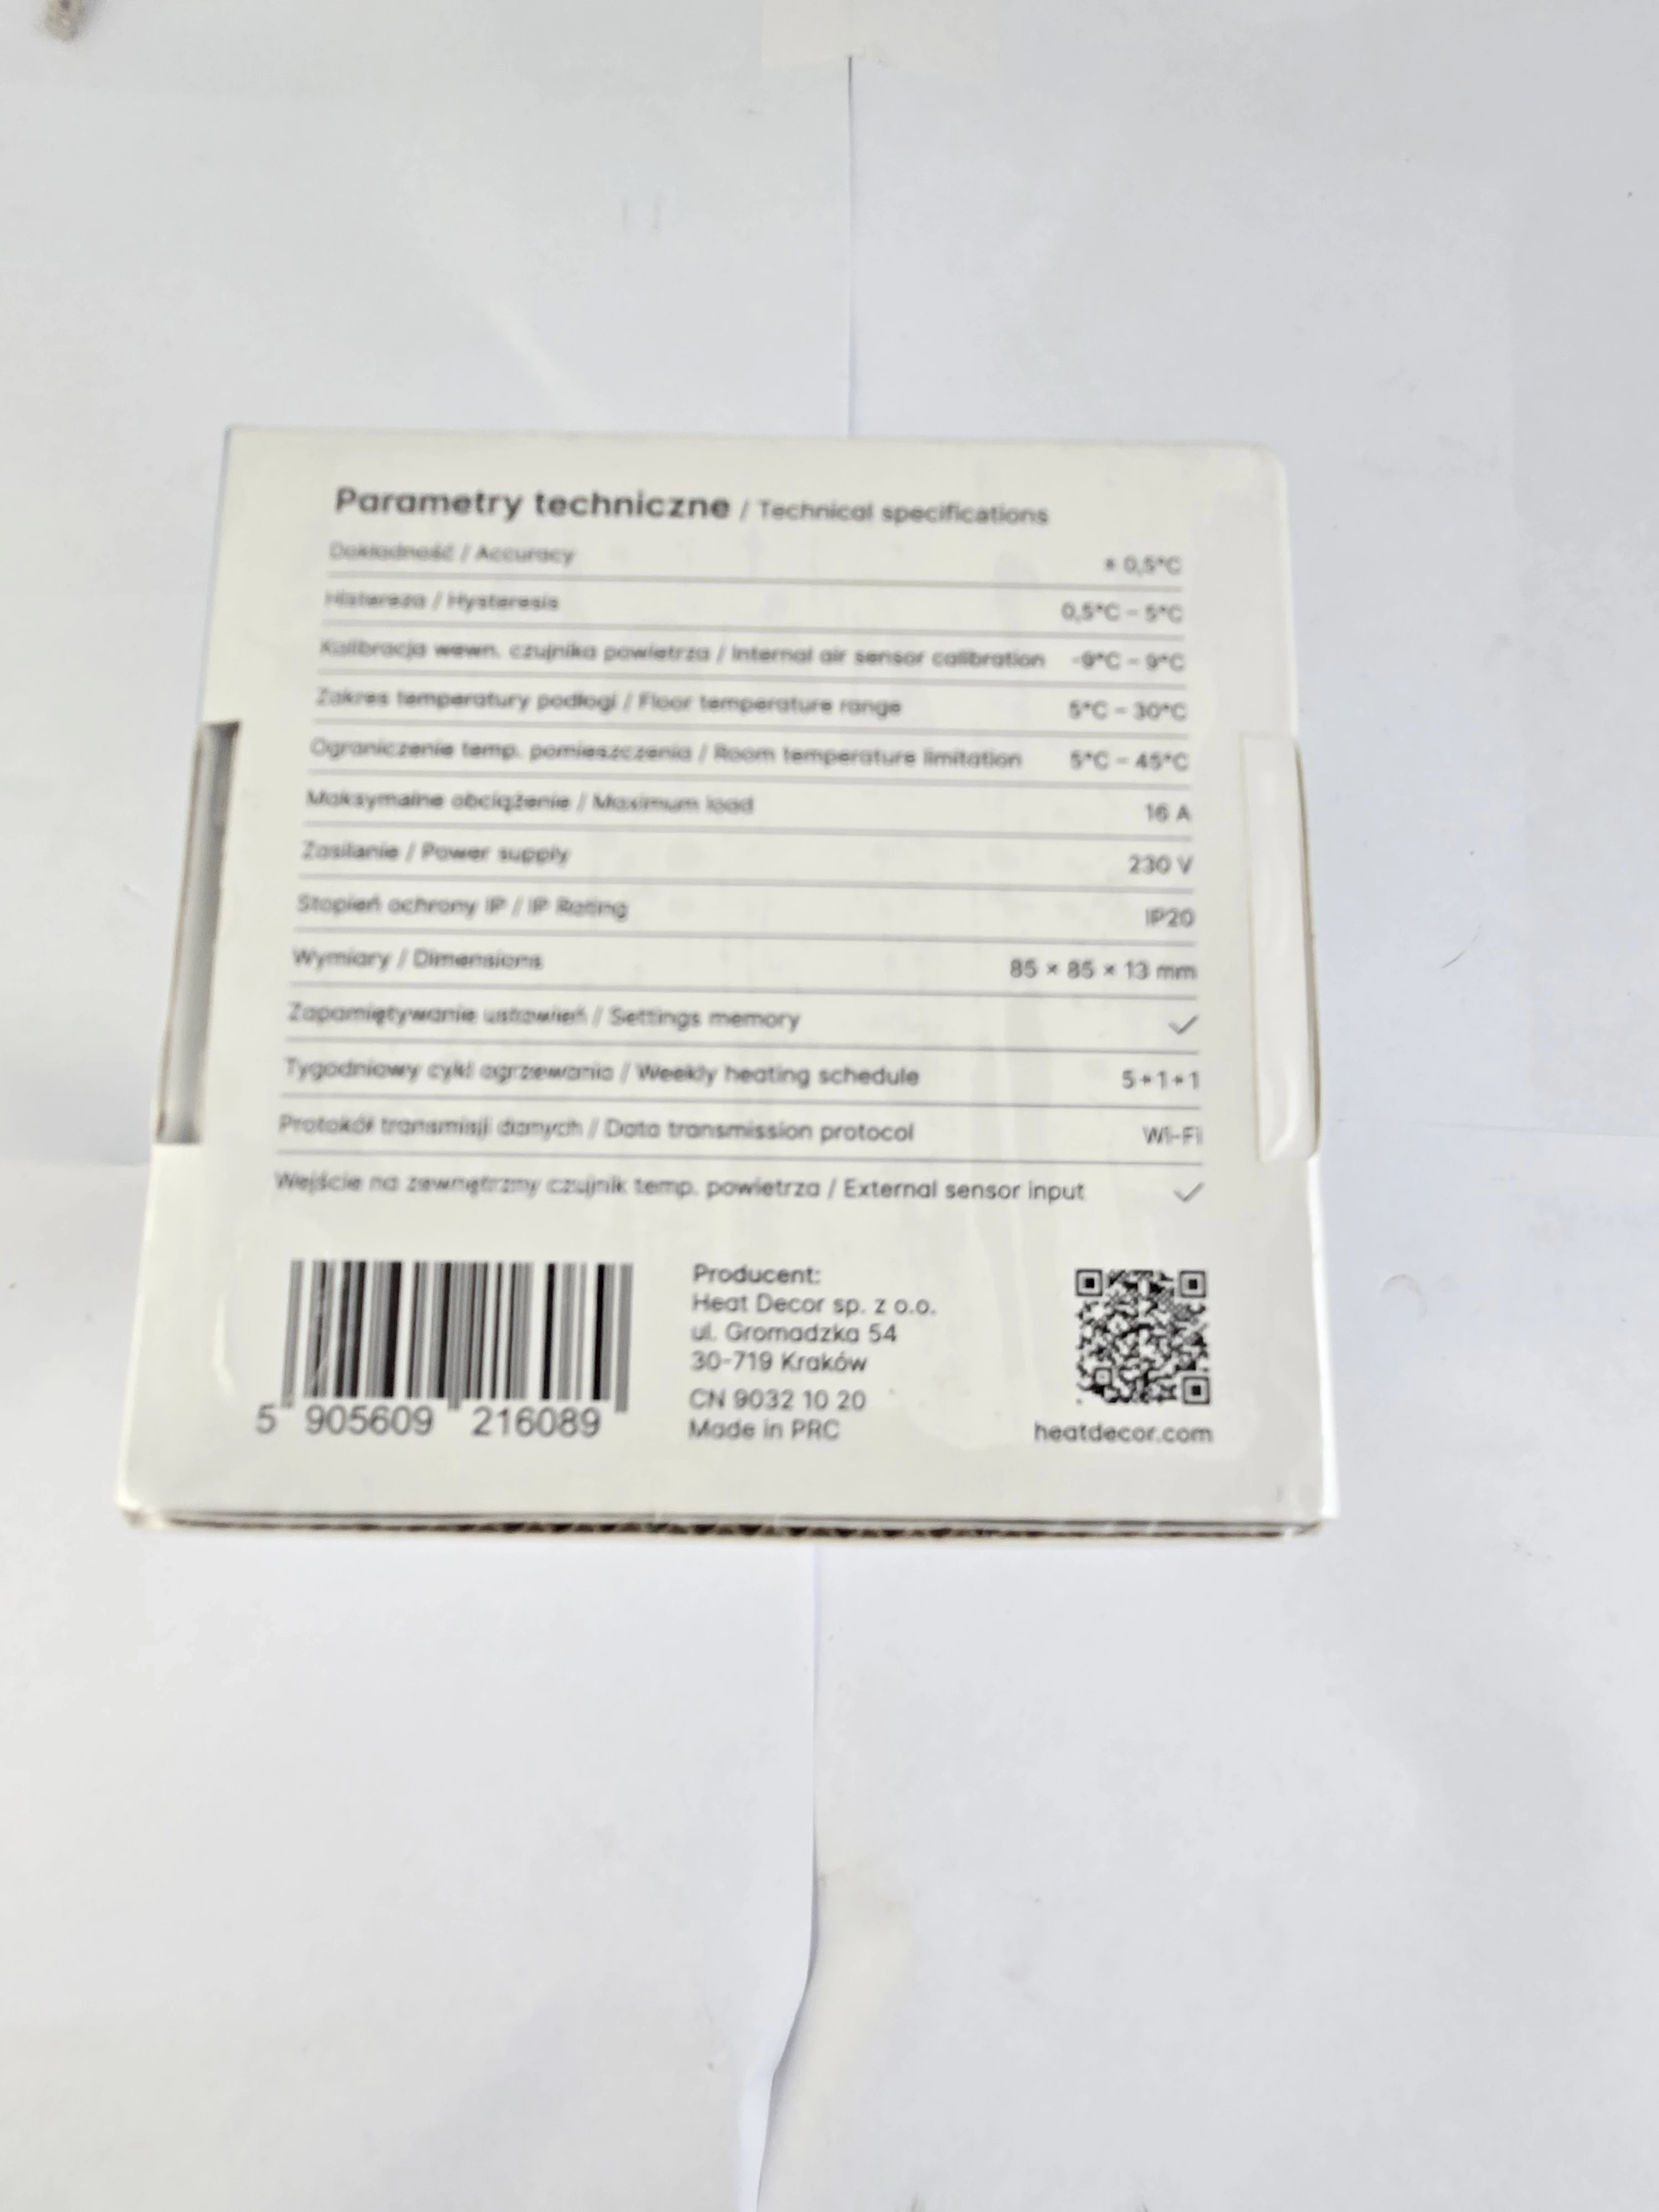 Parametry techniczne / Technical specifications
Dokładność / Accuracy ± 0,5°C
Histereza / Hysteresis 0,5°C – 5°C
Kalibracja wewn. czujnika powietrza / Internal air sensor calibration -9°C – 9°C
Zakres temperatury podłogi / Floor temperature range 5°C – 30°C
Ograniczenie temp. pomieszczenia / Room temperature limitation 5°C – 45°C
Maksymalne obciążenie / Maximum load 16 A
Zasilanie / Power supply 230 V
Stopień ochrony IP / IP Rating IP20
Wymiary / Dimensions 85 × 85 × 13 mm
Zapamiętywanie ustawień / Settings memory ✓
Tygodniowy cykl ogrzewania / Weekly heating schedule 5+1+1
Protokół transmisji danych / Data transmission protocol Wi-Fi
Wejście na zewnętrzny czujnik temp. powietrza / External sensor input ✓
5 905609 216089
Producent:
Heat Decor sp. z o.o.
ul. Gromadzka 54
30-719 Kraków
CN 9032 10 20
Made in PRC
heatdecor.com